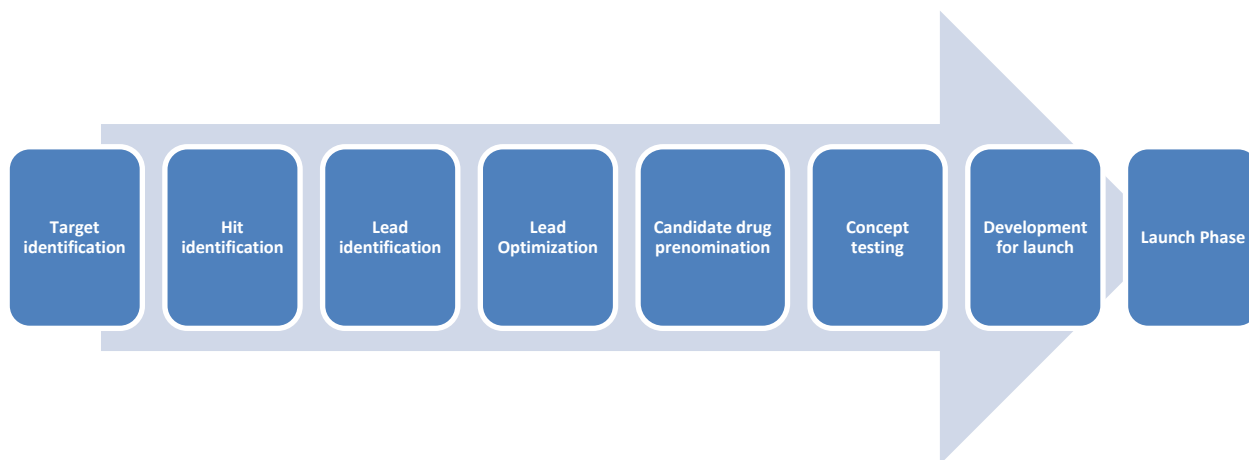 Target
identification
Hit
identification
Lead
identification
Lead
Optimization
Candidate drug
prenomination
Concept
testing
Development
for launch
Launch Phase